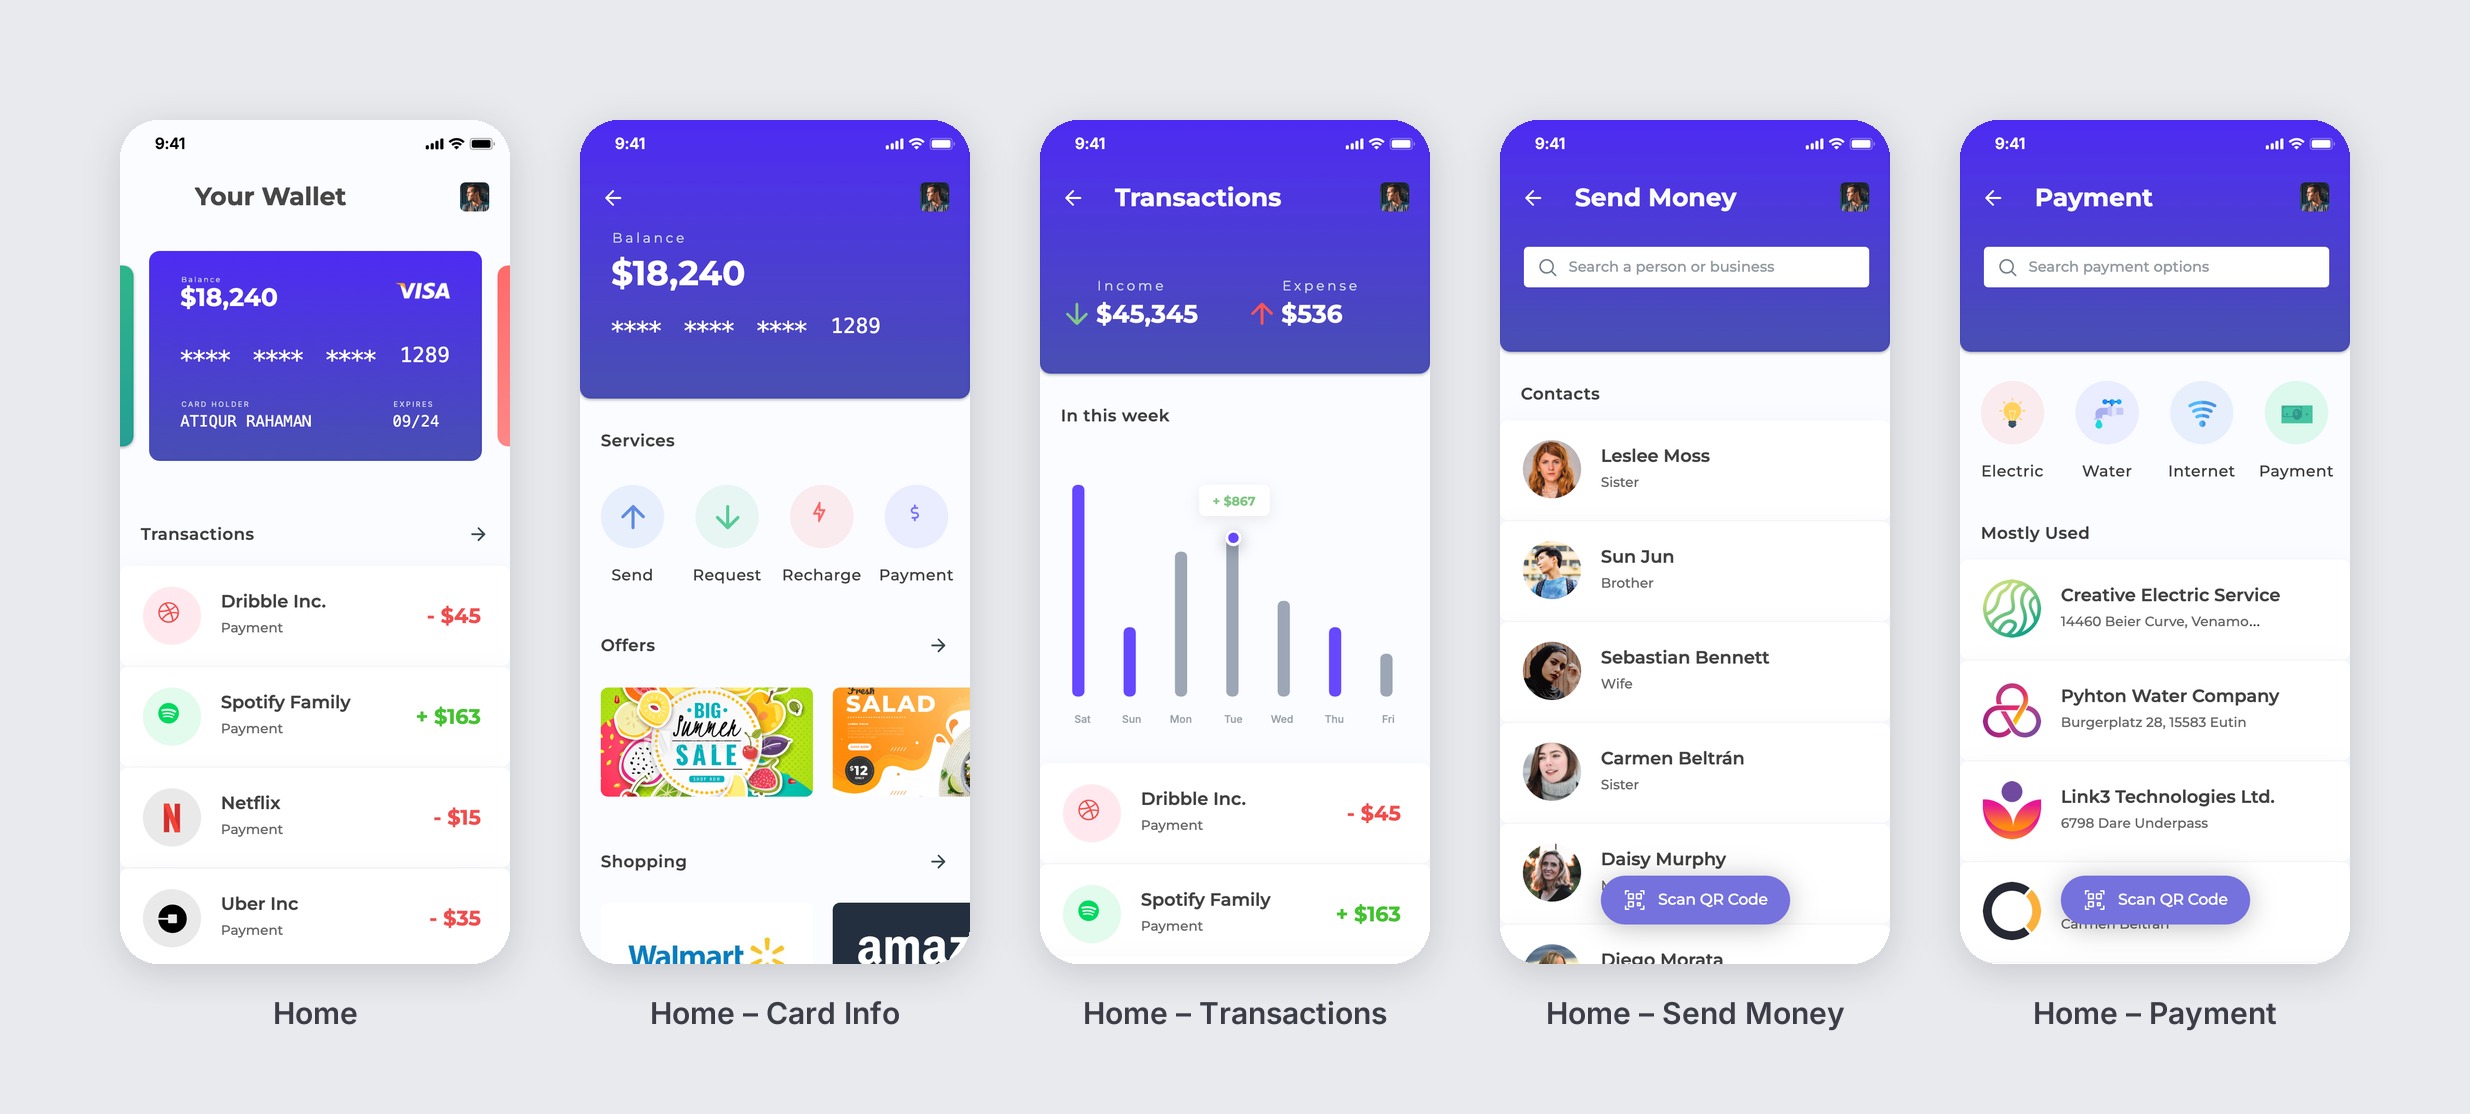 9:41
Your Wallet
Balance
$18,240
VISA
**** **** **** 1289
CARD HOLDER
EXPIRES
ATIQUR RAHAMAN
09/24
Transactions
Dribble Inc.
Payment
- $45
Spotify Family
Payment
+ $163
Netflix
Payment
- $15
Uber Inc
Payment
- $35
Home
9:41
Balance
$18,240
**** **** **** 1289
Services
Send
Request
Recharge
Payment
Offers
BIG
Summer
SALE
SHOP NOW
Fresh
SALAD
$12
Shopping
Walmart
amaz
Home – Card Info
9:41
Transactions
Income
$45,345
Expense
$536
In this week
+ $867
Sat Sun Mon Tue Wed Thu Fri
Dribble Inc.
Payment
- $45
Spotify Family
Payment
+ $163
Home – Transactions
9:41
Send Money
Search a person or business
Contacts
Leslee Moss
Sister
Sun Jun
Brother
Sebastian Bennett
Wife
Carmen Beltrán
Sister
Daisy Murphy
Scan QR Code
Diego Morata
Home – Send Money
9:41
Payment
Search payment options
Electric
Water
Internet
Payment
Mostly Used
Creative Electric Service
14460 Beier Curve, Venamo...
Pyhton Water Company
Burgerplatz 28, 15583 Eutin
Link3 Technologies Ltd.
6798 Dare Underpass
Scan QR Code
Carmen Beltrán
Home – Payment